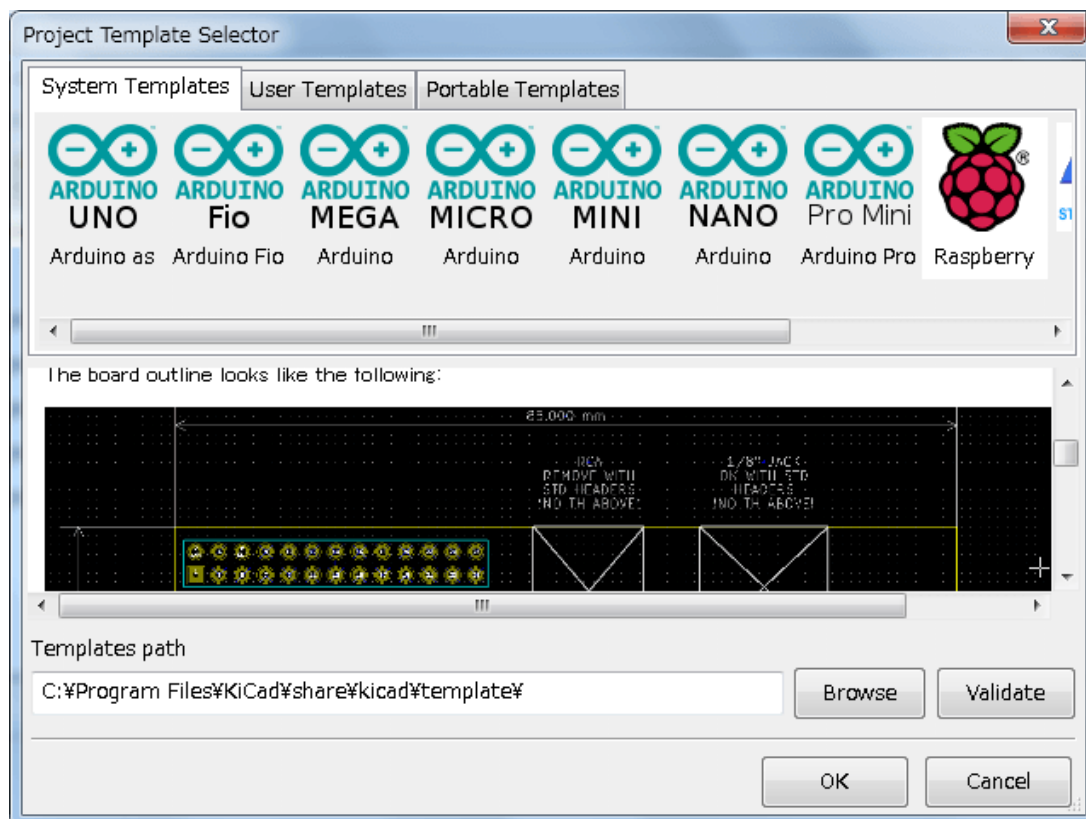 Project Template Selector
System Templates User Templates Portable Templates
ARDUINO ARDUINO ARDUINO ARDUINO ARDUINO ARDUINO ARDUINO
UNO Fio MEGA MICRO MINI NANO Pro Mini
Arduino as Arduino Fio Arduino Arduino Arduino Arduino Arduino Pro Raspberry
The board outline looks like the following:
85.000 mm
RCA 1/8" JACK
REMOVE WITH OK WITH STD
STD HEADERS HEADERS
(NO TH ABOVE) (NO TH ABOVE)
Templates path
C:¥Program Files¥KiCad¥share¥kicad¥template¥
Browse Validate
OK Cancel